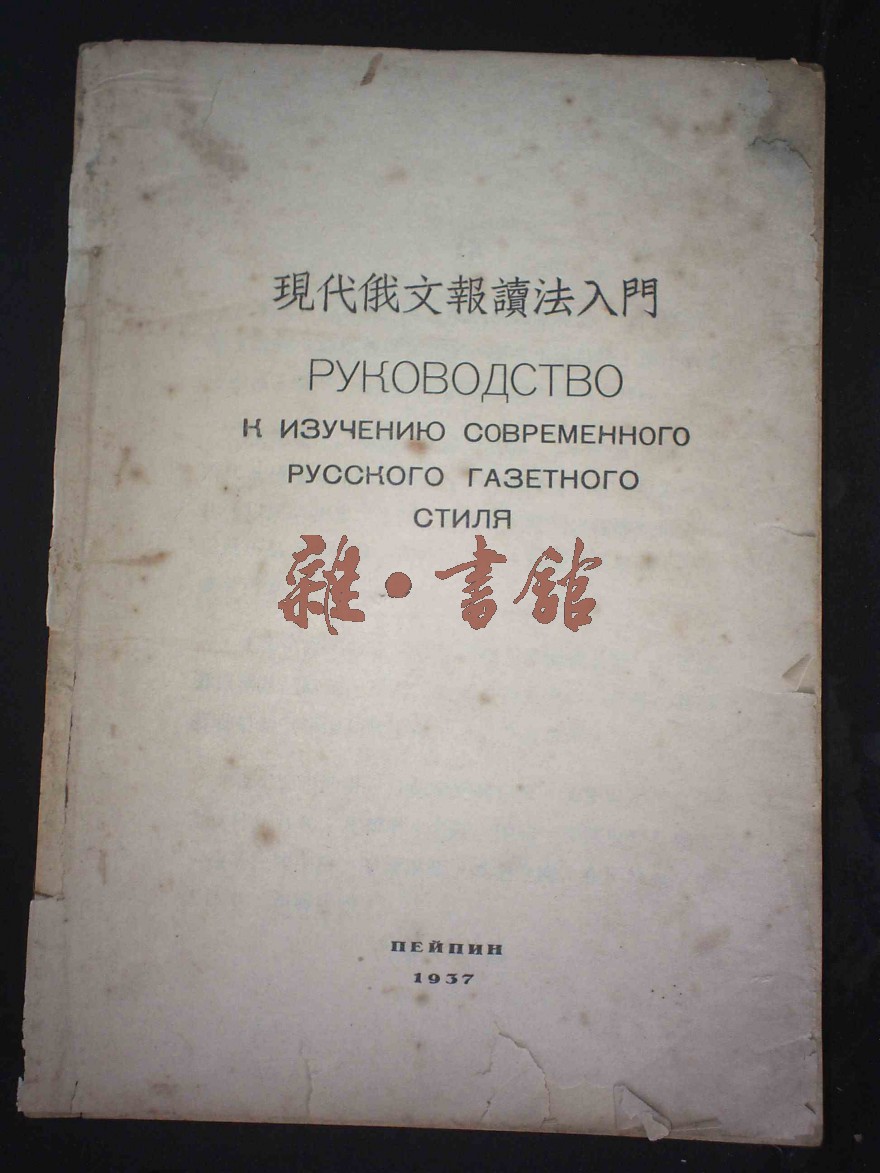 現代俄文報讀法入門
РУКОВОДСТВО
К ИЗУЧЕНИЮ СОВРЕМЕННОГО
РУССКОГО ГАЗЕТНОГО
СТИЛЯ
雜·書館
ПЕЙПИН
1937